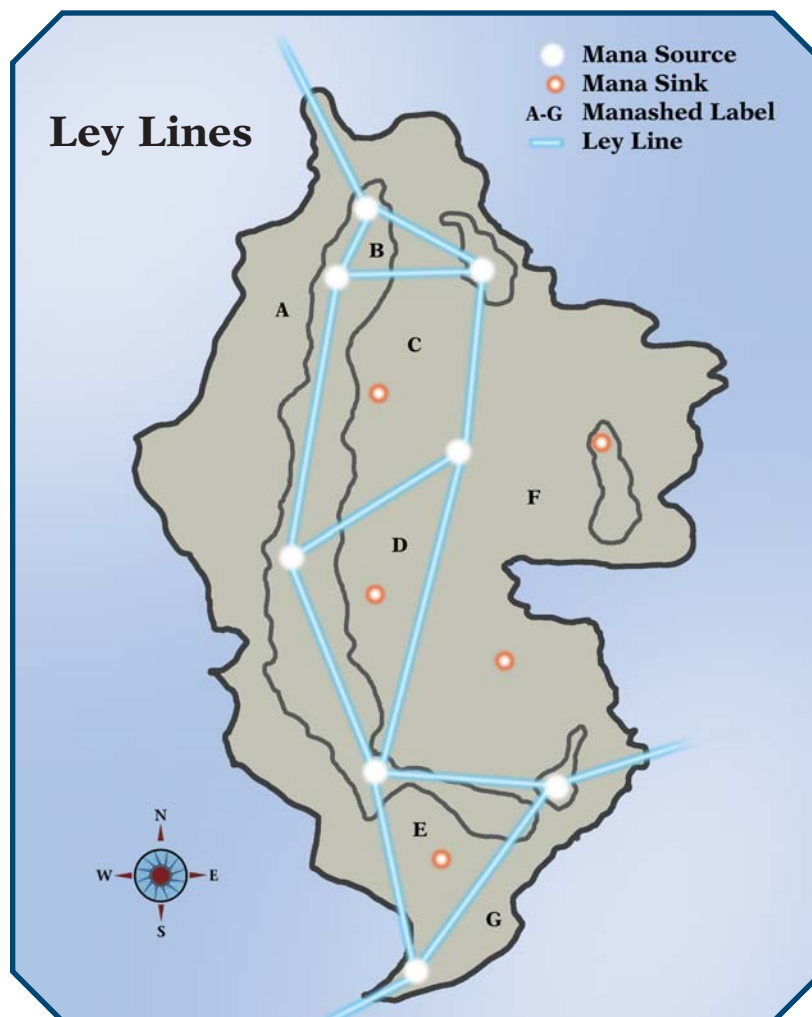 Ley Lines
Mana Source
Mana Sink
A-G Manashed Label
Ley Line
B
A
C
F
D
E
G
N
W E
S